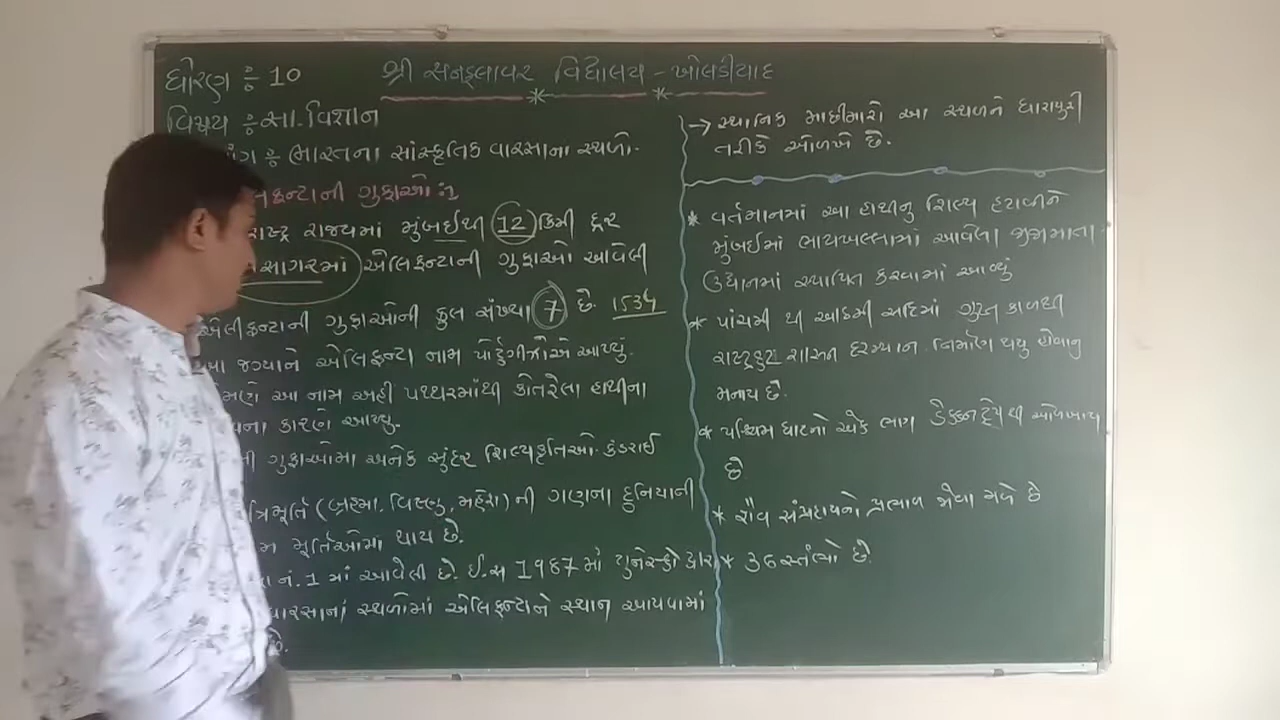 ધોરણ ÷ 10
શ્રી સનફ્લાવર વિદ્યાલય - ખોલડીયાદ
વિષય ÷ સા. વિજ્ઞાન
÷ ભારતના સાંસ્કૃતિક વારસાના સ્થળો.
ની ગુફાઓ :1
રાજ્યમાં મુંબઈથી 12 કિમી દૂર
સાગરમાં એલિફન્ટાની ગુફાઓ આવેલી
એલીફન્ટાની ગુફાઓની કુલ સંખ્યા 7 છે. 1534
જગ્યાને એલિફન્ટા નામ પોર્ટુગીઝોએ આપ્યું.
આ નામ અહીં પથ્થરમાંથી કોતરેલા હાથીના
કારણે આપ્યું.
ગુફાઓમાં અનેક સુંદર શિલ્પકૃતિઓ કંડરાઈ
ત્રિમૂર્તિ (બ્રહ્મા, વિષ્ણુ, મહેશ) ની ગણના દુનિયાની
મૂર્તિઓમાં થાય છે.
નં. 1 માં આવેલી છે. ઈ.સ 1987 માં યુનેસ્કો દ્વારા
વારસાનાં સ્થળોમાં એલિફન્ટાને સ્થાન આપવામાં
છે.
→ સ્થાનિક માછીમારો આ સ્થળને ધારાપુરી
તરીકે ઓળખે છે.
* વર્તમાનમાં આ હાથીનુ શિલ્પ હટાવીને
મુંબઈમાં ભાયખલ્લામાં આવેલા જીજામાતા
ઉદ્યાનમાં સ્થાપિત કરવામાં આવ્યું
* પાંચમી થી આઠમી સદિમાં ગુપ્ત કાળથી
રાષ્ટ્રકુટ શાસન દરમ્યાન નિર્માણ થયુ હોવાનુ
મનાય છે.
* પશ્ચિમ ઘાટનો એક ભાગ ડેક્કન ટ્રેપ થી ઓળખાય
છે
* શૈવ સંપ્રદાયનો પ્રભાવ જોવા મળે છે
* 36 સ્તંભો છે.